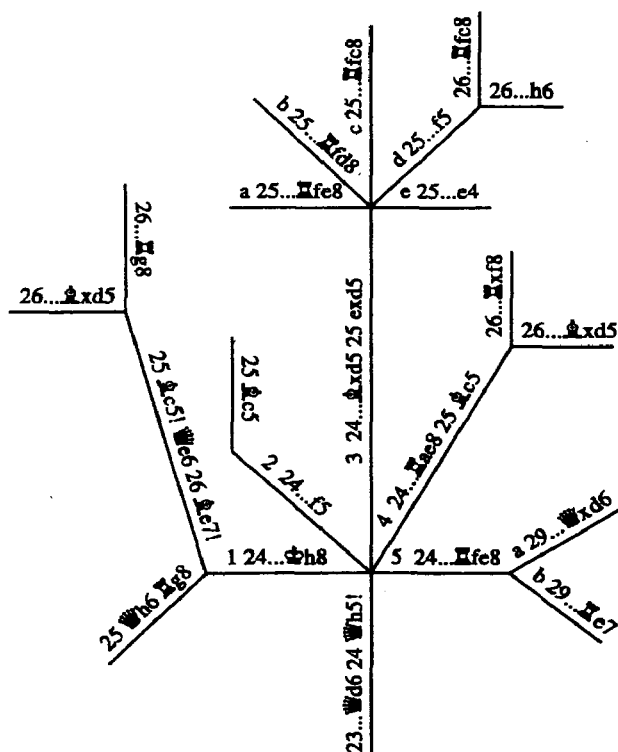 c 25...♖fc8
26...♖fc8
26...h6
b 25...♖fd8
d 25...f5
a 25...♖fe8
e 25...e4
26...♖g8
26...♗xd5
3 24...♗xd5 25 exd5
26...♖xf8
26...♗xd5
25 ♗c5
25 ♗c5! ♕e6 26 ♗e7!
2 24...f5
4 24...♖ae8 25 ♗c5
1 24...♔h8
5 24...♖fe8
a 29...♕xd6
b 29...♖e7
25 ♕h6 ♖g8
23...♕d6 24 ♕h5!